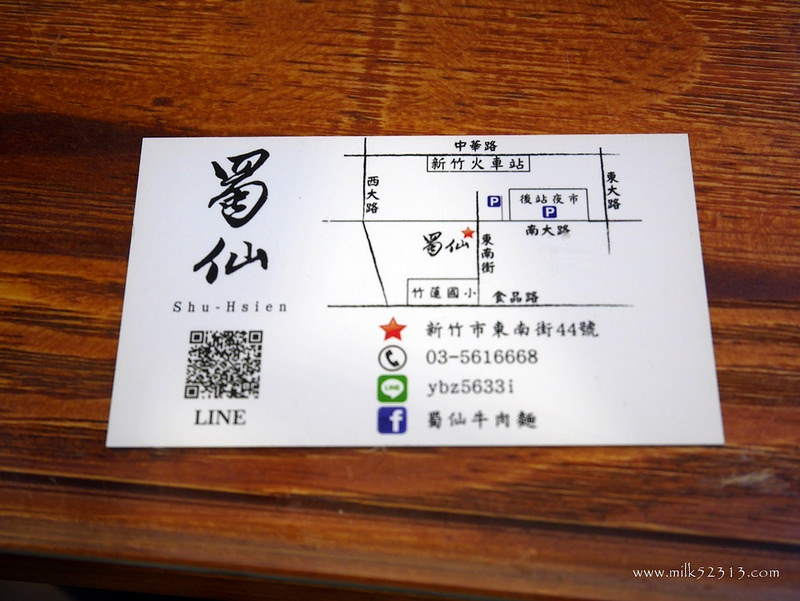 蜀仙
Shu-Hsien
LINE
中華路
新竹火車站
西大路
東大路
P
後站夜市
P
南大路
蜀仙
東南街
竹蓮國小
食品路
新竹市東南街44號
03-5616668
LINE
ybz5633i
f
蜀仙牛肉麵
www.milk52313.com